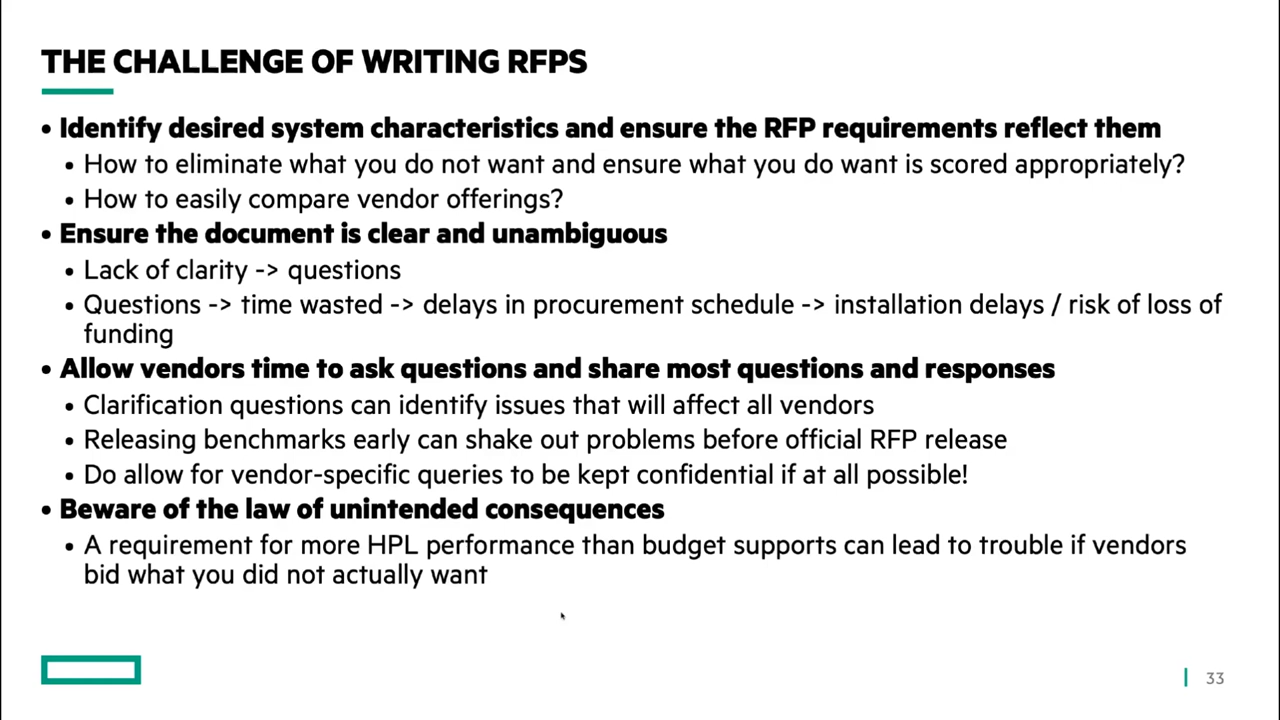 THE CHALLENGE OF WRITING RFPS
• Identify desired system characteristics and ensure the RFP requirements reflect them
• How to eliminate what you do not want and ensure what you do want is scored appropriately?
• How to easily compare vendor offerings?
• Ensure the document is clear and unambiguous
• Lack of clarity -> questions
• Questions -> time wasted -> delays in procurement schedule -> installation delays / risk of loss of
funding
• Allow vendors time to ask questions and share most questions and responses
• Clarification questions can identify issues that will affect all vendors
• Releasing benchmarks early can shake out problems before official RFP release
• Do allow for vendor-specific queries to be kept confidential if at all possible!
• Beware of the law of unintended consequences
• A requirement for more HPL performance than budget supports can lead to trouble if vendors
bid what you did not actually want
33